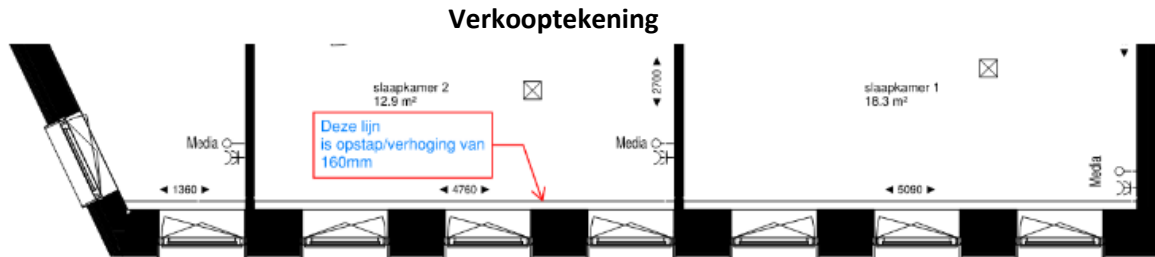 Verkooptekening
slaapkamer 2
12.9 m²
2700
slaapkamer 1
18.3 m²
Deze lijn
is opstap/verhoging van
160mm
Media
Media
Media
1360
4760
5090